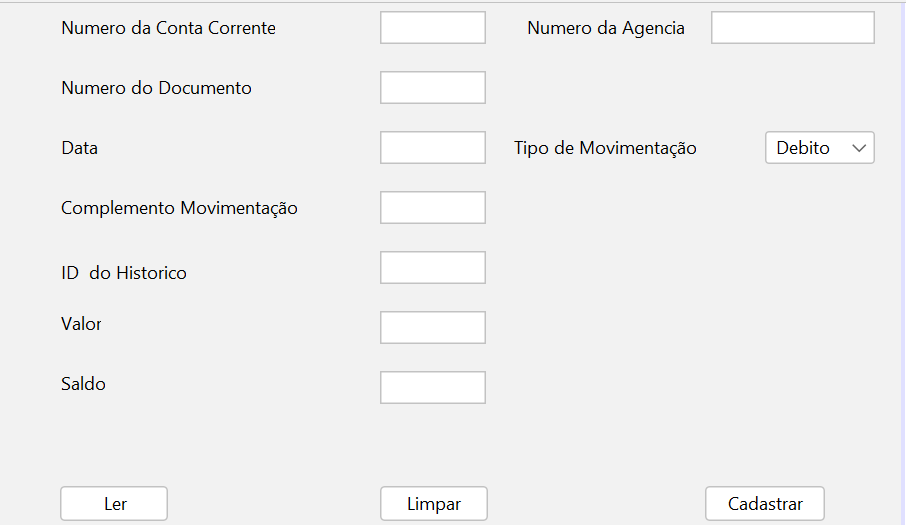 Numero da Conta Corrente Numero da Agencia
Numero do Documento
Data Tipo de Movimentação Debito
Complemento Movimentação
ID  do Historico
Valor
Saldo
Ler Limpar Cadastrar